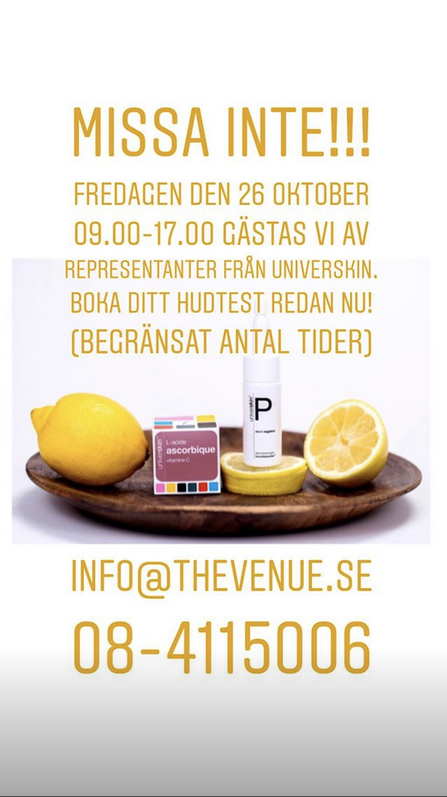 MISSA INTE!!!
FREDAGEN DEN 26 OKTOBER
09.00-17.00 GÄSTAS VI AV
REPRESENTANTER FRÅN UNIVERSKIN.
BOKA DITT HUDTEST REDAN NU!
(BEGRÄNSAT ANTAL TIDER)
universkin
L-acide
ascorbique
vitamine C
universkin
P
INFO@THEVENUE.SE
08-4115006